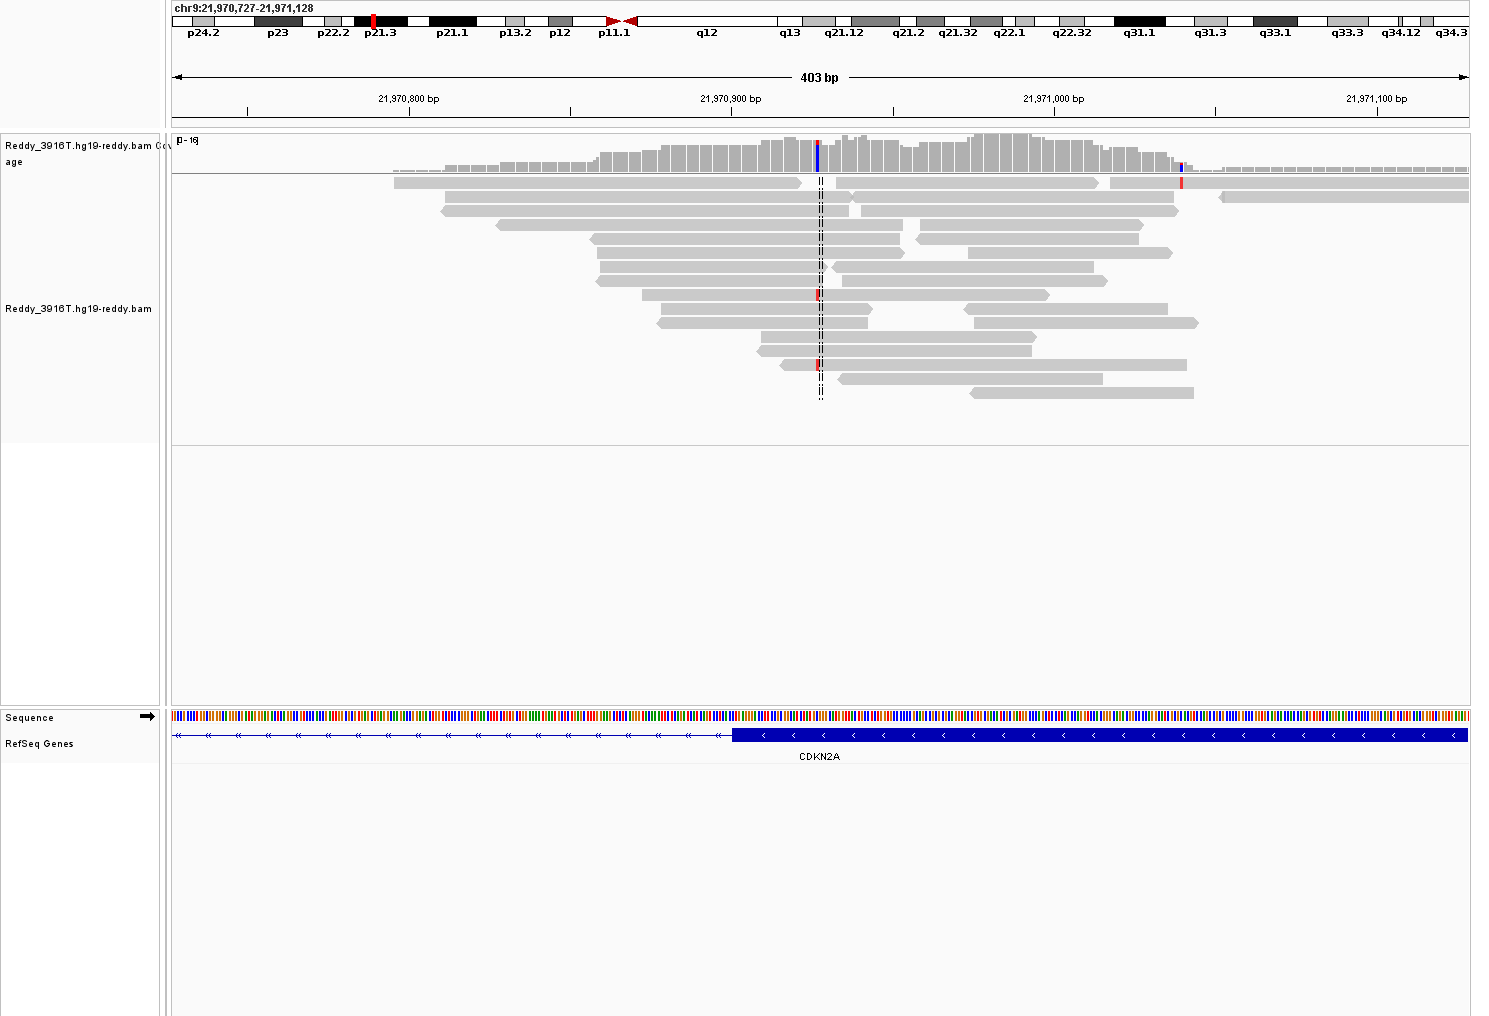 chr9:21,970,727-21,971,128
p24.2 p23 p22.2 p21.3 p21.1 p13.2 p12 p11.1 q12 q13 q21.12 q21.2 q21.32 q22.1 q22.32 q31.1 q31.3 q33.1 q33.3 q34.12 q34.3
403 bp
21,970,800 bp 21,970,900 bp 21,971,000 bp 21,971,100 bp
Reddy_3916T.hg19-reddy.bam Cov
age
[0 - 16]
Reddy_3916T.hg19-reddy.bam
Sequence
RefSeq Genes
CDKN2A